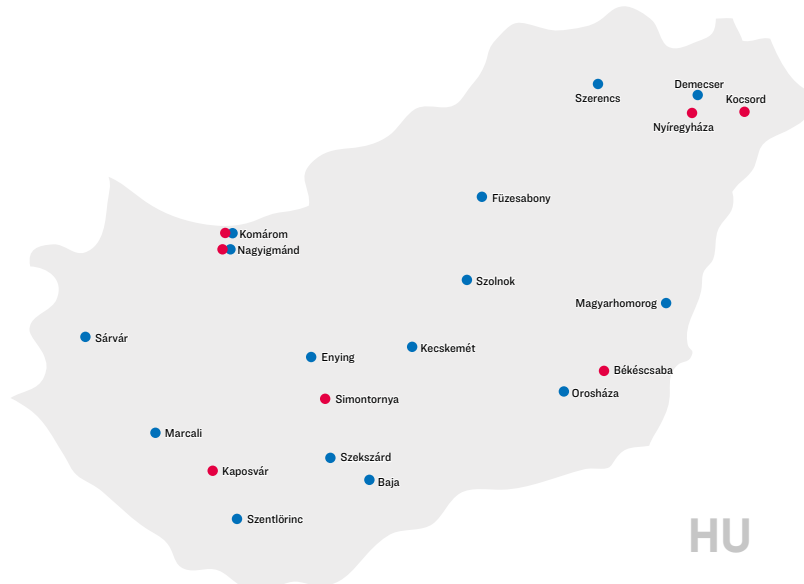 Demecser
Szerencs
Kocsord
Nyíregyháza
Füzesabony
Komárom
Nagyigmánd
Szolnok
Magyarhomorog
Sárvár
Kecskemét
Enying
Békéscsaba
Orosháza
Simontornya
Marcali
Szekszárd
Kaposvár
Baja
Szentlörinc
HU